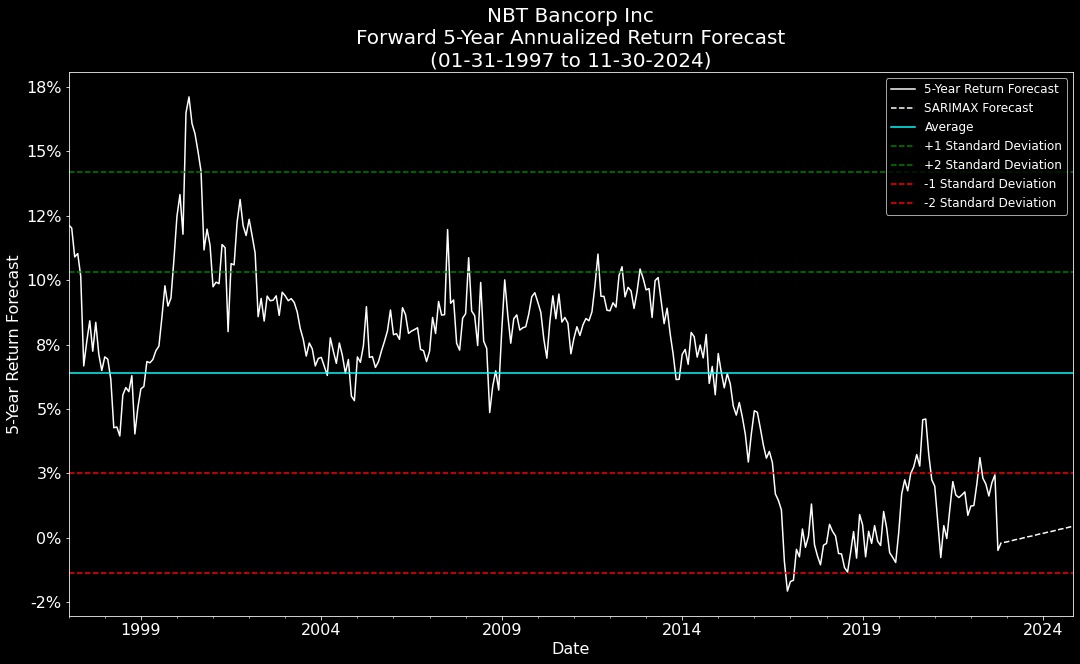 NBT Bancorp Inc
Forward 5-Year Annualized Return Forecast
(01-31-1997 to 11-30-2024)
18%
15%
12%
10%
8%
5%
3%
0%
-2%
5-Year Return Forecast
5-Year Return Forecast
SARIMAX Forecast
Average
+1 Standard Deviation
+2 Standard Deviation
-1 Standard Deviation
-2 Standard Deviation
1999
2004
2009
2014
2019
2024
Date